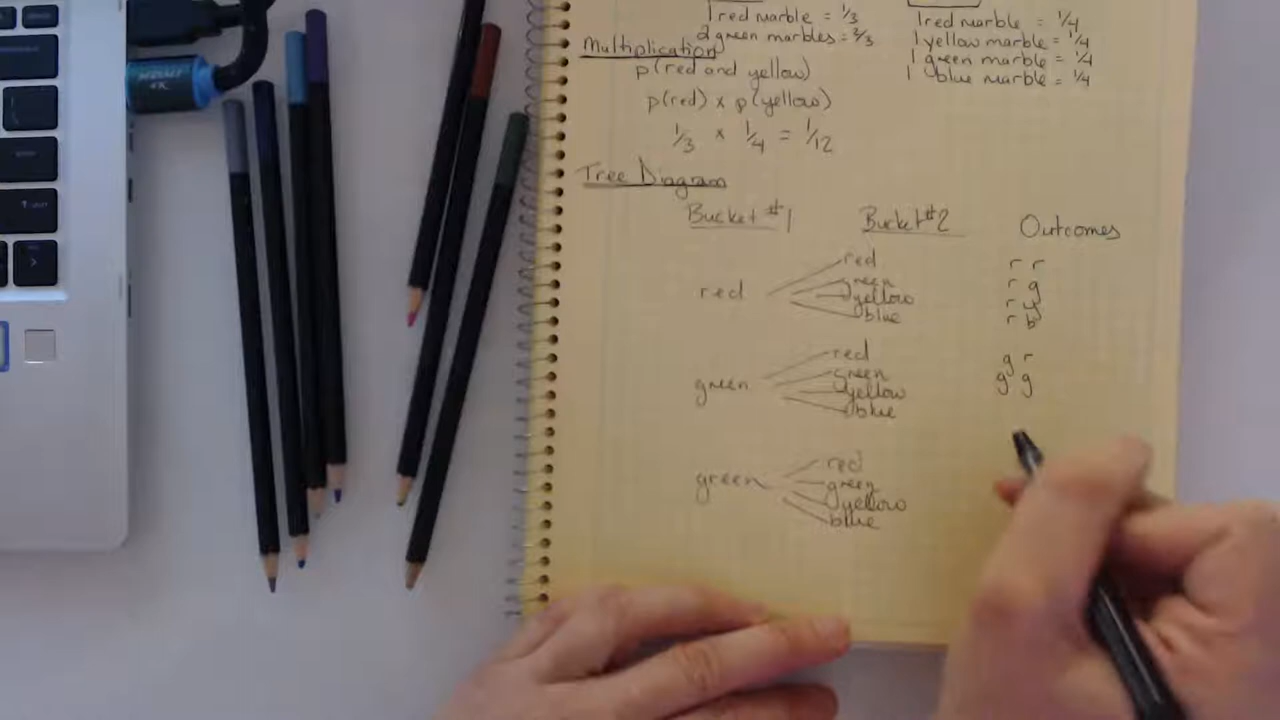 1 red marble = 1/3
2 green marbles = 2/3
1 red marble = 1/4
1 yellow marble = 1/4
1 green marble = 1/4
1 blue marble = 1/4
Multiplication
p(red and yellow)
p(red) x p(yellow)
1/3 x 1/4 = 1/12
Tree Diagram
Bucket #1 Bucket #2 Outcomes
red
red
green
yellow
blue
r r
r g
r y
r b
green
red
green
yellow
blue
g r
g g
green
red
green
yellow
blue